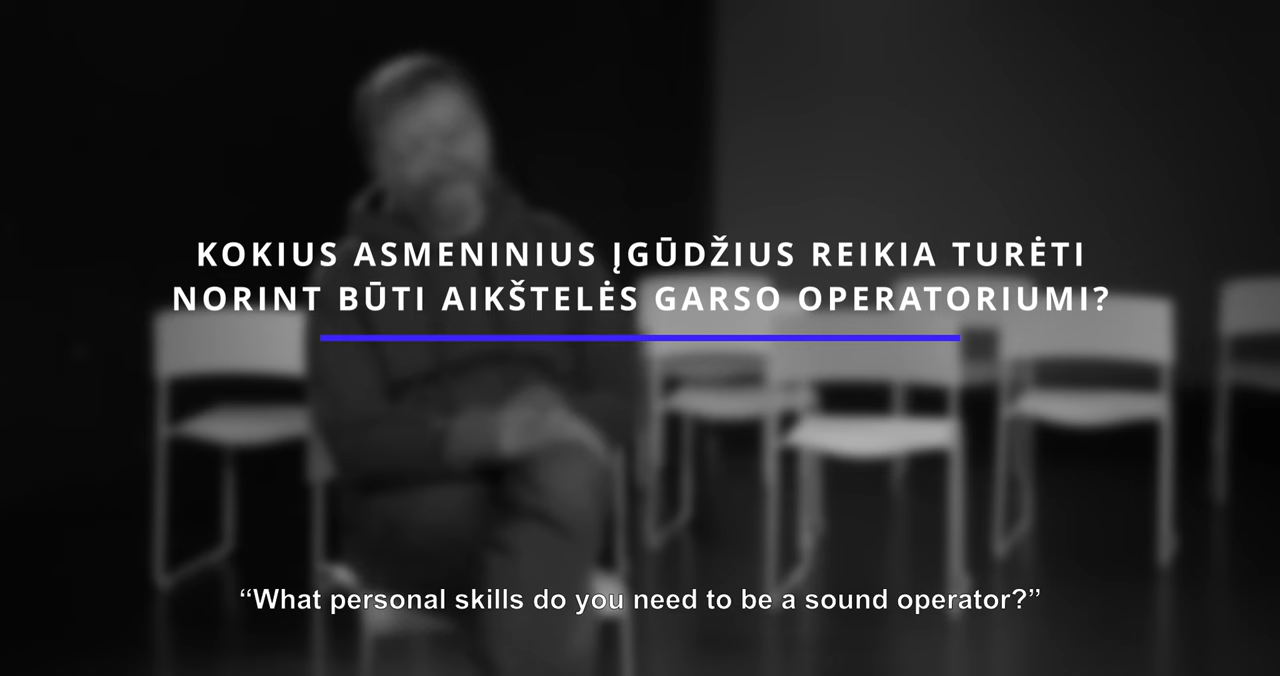 KOKIUS ASMENINIUS ĮGŪDŽIUS REIKIA TURĖTI
NORINT BŪTI AIKŠTELĖS GARSO OPERATORIUMI?
“What personal skills do you need to be a sound operator?”